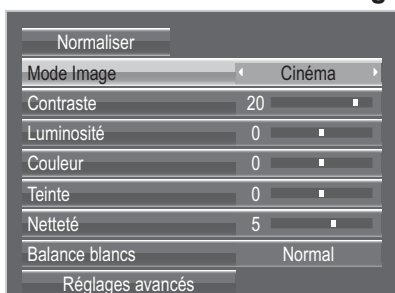 Normaliser
Mode Image Cinéma
Contraste 20
Luminosité 0
Couleur 0
Teinte 0
Netteté 5
Balance blancs Normal
Réglages avancés